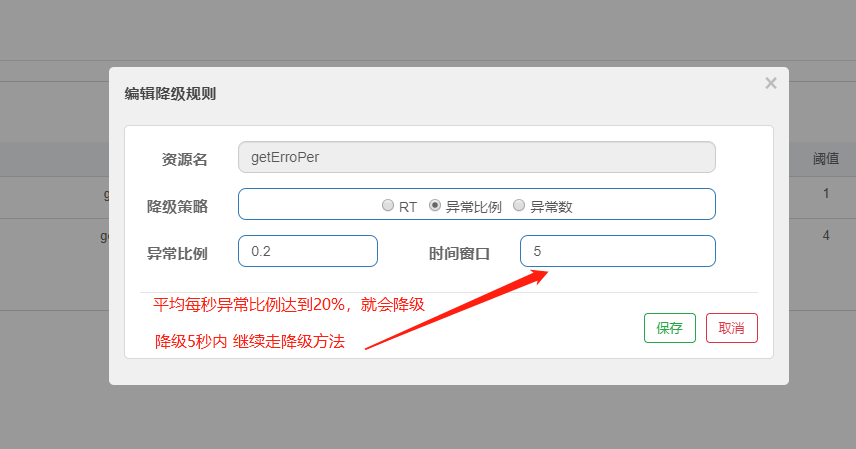 编辑降级规则
×
阈值
资源名 getErroPer
g 1
降级策略 RT 异常比例 异常数
go 4
异常比例 0.2 时间窗口 5
平均每秒异常比例达到20%，就会降级
降级5秒内 继续走降级方法
保存 取消